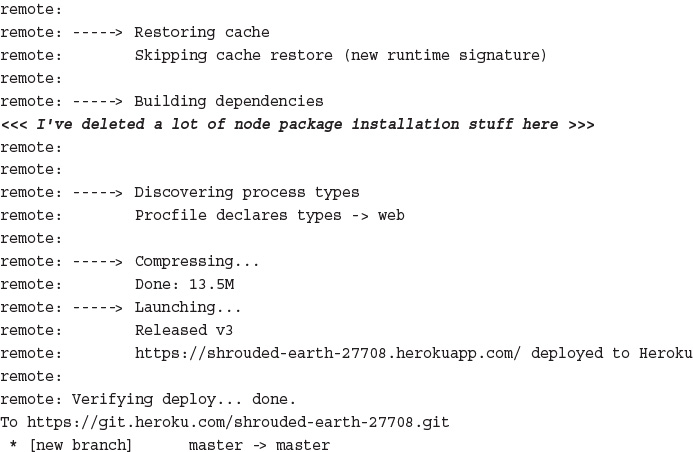 remote:
remote: -----> Restoring cache
remote:        Skipping cache restore (new runtime signature)
remote:
remote: -----> Building dependencies
<<< I've deleted a lot of node package installation stuff here >>>
remote:
remote:
remote: -----> Discovering process types
remote:        Procfile declares types -> web
remote:
remote: -----> Compressing...
remote:        Done: 13.5M
remote: -----> Launching...
remote:        Released v3
remote:        https://shrouded-earth-27708.herokuapp.com/ deployed to Heroku
remote:
remote: Verifying deploy... done.
To https://git.heroku.com/shrouded-earth-27708.git
 * [new branch]      master -> master